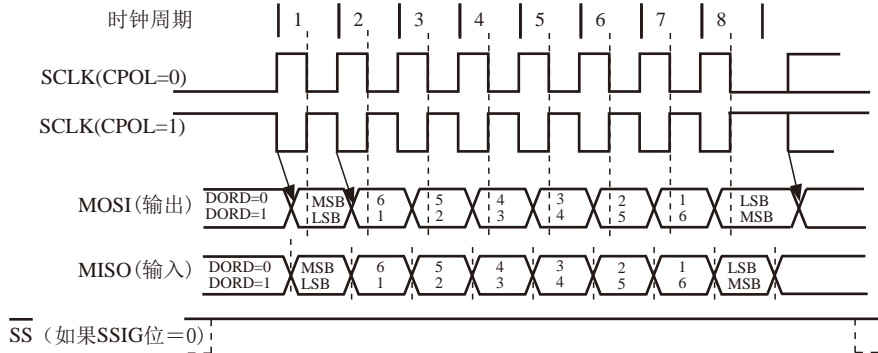 时钟周期 1 2 3 4 5 6 7 8
SCLK(CPOL=0)
SCLK(CPOL=1)
MOSI(输出) DORD=0 MSB 6 5 4 3 2 1 LSB
DORD=1 LSB 1 2 3 4 5 6 MSB
MISO(输入) DORD=0 MSB 6 5 4 3 2 1 LSB
DORD=1 LSB 1 2 3 4 5 6 MSB
SS(如果SSIG位=0)